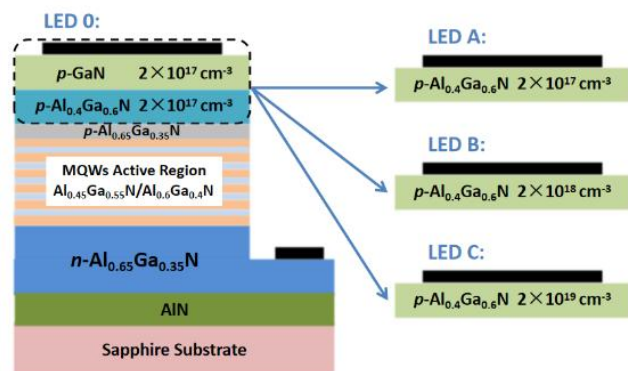 LED 0:
p-GaN 2×10¹⁷ cm⁻³
p-Al₀.₄Ga₀.₆N 2×10¹⁷ cm⁻³
p-Al₀.₆₅Ga₀.₃₅N
MQWs Active Region
Al₀.₄₅Ga₀.₅₅N/Al₀.₆Ga₀.₄N
n-Al₀.₆₅Ga₀.₃₅N
AlN
Sapphire Substrate
LED A:
p-Al₀.₄Ga₀.₆N 2×10¹⁷ cm⁻³
LED B:
p-Al₀.₄Ga₀.₆N 2×10¹⁸ cm⁻³
LED C:
p-Al₀.₄Ga₀.₆N 2×10¹⁹ cm⁻³